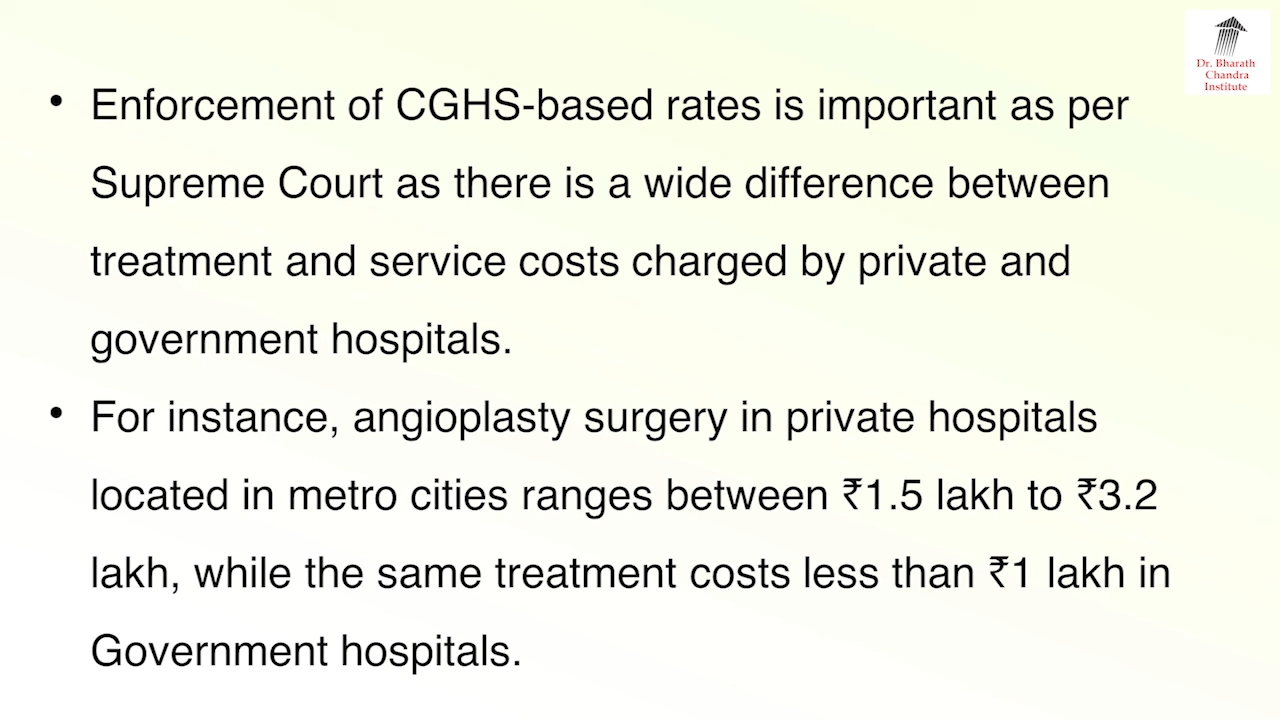 Dr. Bharath
Chandra
Institute
• Enforcement of CGHS-based rates is important as per
Supreme Court as there is a wide difference between
treatment and service costs charged by private and
government hospitals.
• For instance, angioplasty surgery in private hospitals
located in metro cities ranges between ₹1.5 lakh to ₹3.2
lakh, while the same treatment costs less than ₹1 lakh in
Government hospitals.